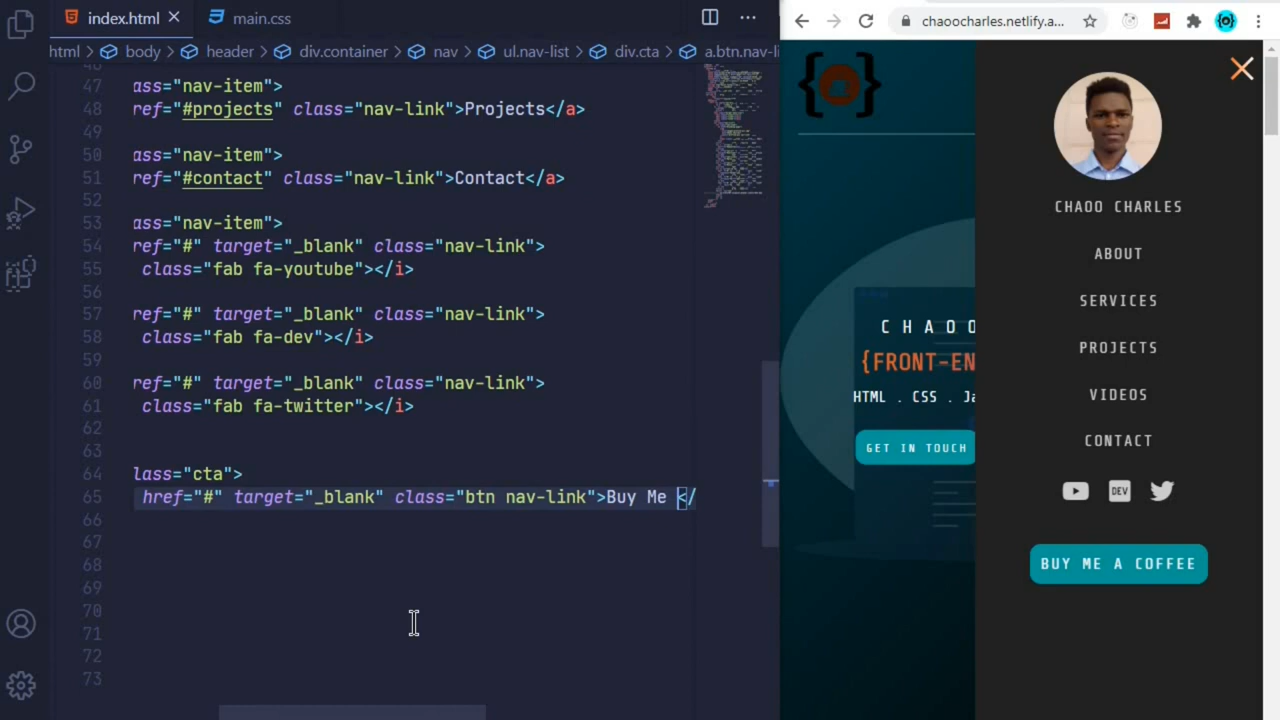 index.html
main.css
html > body > header > div.container > nav > ul.nav-list > div.cta > a.btn.nav-li
47 ass="nav-item">
48 ref="#projects" class="nav-link">Projects</a>
49
50 ass="nav-item">
51 ref="#contact" class="nav-link">Contact</a>
52
53 ass="nav-item">
54 ref="#" target="_blank" class="nav-link">
55 class="fab fa-youtube"></i>
56
57 ref="#" target="_blank" class="nav-link">
58 class="fab fa-dev"></i>
59
60 ref="#" target="_blank" class="nav-link">
61 class="fab fa-twitter"></i>
62
63
64 lass="cta">
65 href="#" target="_blank" class="btn nav-link">Buy Me </
66
67
68
69
70
71
72
73
chaoocharles.netlify.a...
CHAOO
{FRONT-EN
HTML . CSS . Ja
GET IN TOUCH
CHAOO CHARLES
ABOUT
SERVICES
PROJECTS
VIDEOS
CONTACT
DEV
BUY ME A COFFEE